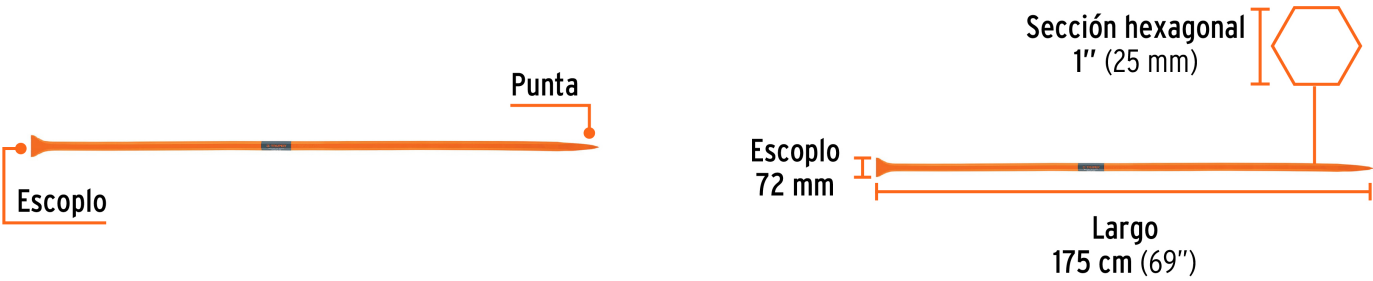 Punta
Escoplo
Sección hexagonal
1” (25 mm)
Escoplo
72 mm
Largo
175 cm (69”)